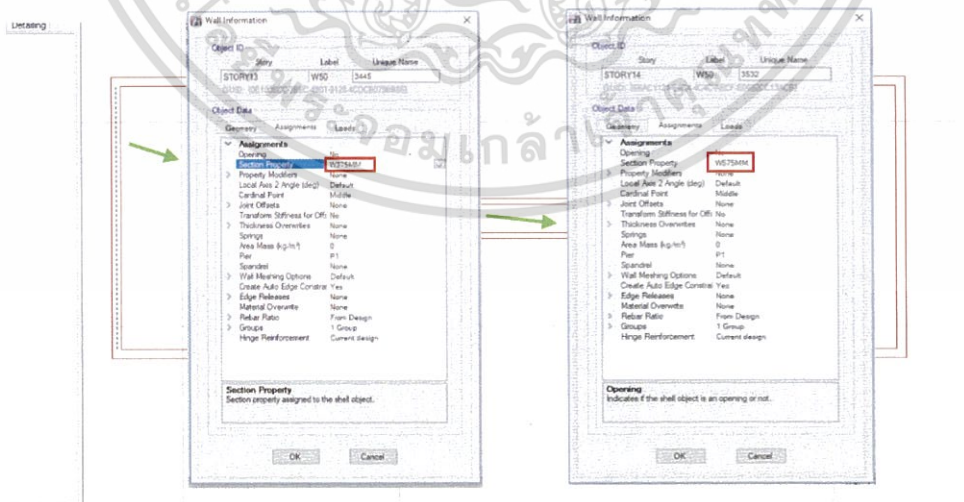 Detailing
Wall Information
Object ID
Story Label Unique Name
STORY13 W50 3445
Object Data
Geometry Assignments Loads
Assignments
Opening No
Section Property W375MM
Property Modifiers None
Local Axis 2 Angle (deg) Default
Cardinal Point Middle
Joint Offsets None
Transform Stiffness for Offs No
Thickness Overwrites None
Springs None
Area Mass (kg/m²) 0
Pier P1
Spandrel None
Wall Meshing Options Default
Create Auto Edge Constrai Yes
Edge Releases None
Material Overwrite None
Rebar Ratio From Design
Groups 1 Group
Hinge Reinforcement Current design
Section Property
Section property assigned to the shell object.
OK Cancel
Wall Information
Object ID
Story Label Unique Name
STORY14 W50 3532
Object Data
Geometry Assignments Loads
Assignments
Opening
Section Property W575MM
Property Modifiers None
Local Axis 2 Angle (deg) Default
Cardinal Point Middle
Joint Offsets None
Transform Stiffness for Offs No
Thickness Overwrites None
Springs None
Area Mass (kg/m²) 0
Pier P1
Spandrel None
Wall Meshing Options Default
Create Auto Edge Constrai Yes
Edge Releases None
Material Overwrite None
Rebar Ratio From Design
Groups 1 Group
Hinge Reinforcement Current design
Opening
Indicates if the shell object is an opening or not.
OK Cancel